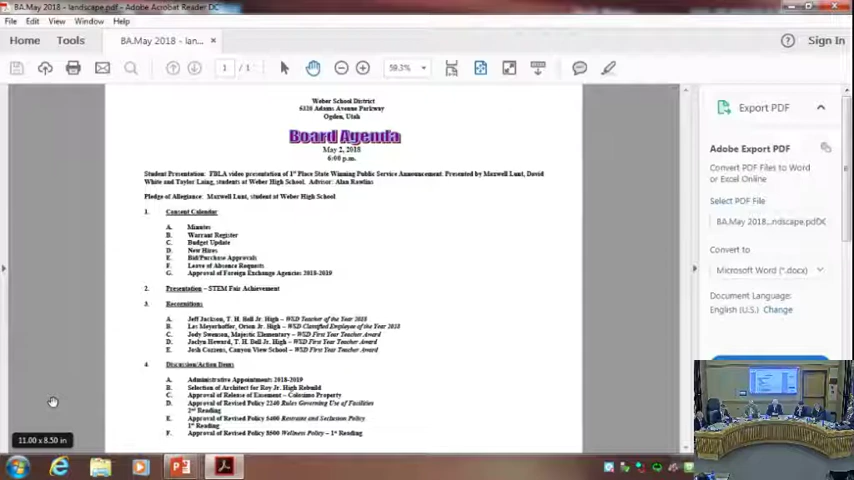 BA.May 2018 - landscape.pdf - Adobe Acrobat Reader DC
File Edit View Window Help
Home Tools BA.May 2018 - lan... × Sign In
1 / 1 59.3%
Weber School District
5320 Adams Avenue Parkway
Ogden, Utah
Board Agenda
May 2, 2018
6:00 p.m.
Student Presentation: FBLA video presentation of 1st Place State Winning Public Service Announcement. Presented by Maxwell Lunt, David
White and Taylor Laing, students at Weber High School. Advisor: Alan Rawlins
Pledge of Allegiance: Maxwell Lunt, student at Weber High School
1. Consent Calendar
A. Minutes
B. Warrant Register
C. Budget Update
D. New Hires
E. Bid/Purchase Approvals
F. Leave of Absence Requests
G. Approval of Foreign Exchange Agencies 2018-2019
2. Presentation – STEM Fair Achievement
3. Recognitions
A. Jeff Jackson, T. H. Bell Jr. High – WSD Teacher of the Year 2018
B. Les Meyerhoffer, Orion Jr. High – WSD Classified Employee of the Year 2018
C. Jody Swenson, Majestic Elementary – WSD First Year Teacher Award
D. Jaclyn Howard, T. H. Bell Jr. High – WSD First Year Teacher Award
E. Josh Cozzens, Canyon View School – WSD First Year Teacher Award
4. Discussion/Action Items
A. Administrative Appointments 2018-2019
B. Selection of Architect for Roy Jr. High Rebuild
C. Approval of Release of Easement – Colosimo Property
D. Approval of Revised Policy 2240 Rules Governing Use of Facilities
2nd Reading
E. Approval of Revised Policy 5400 Restraint and Seclusion Policy
1st Reading
F. Approval of Revised Policy 8500 Wellness Policy – 1st Reading
11.00 x 8.50 in
Export PDF
Adobe Export PDF
Convert PDF Files to Word
or Excel Online
Select PDF File
BA.May 2018...ndscape.pdf
Convert to
Microsoft Word (*.docx)
Document Language:
English (U.S.) Change